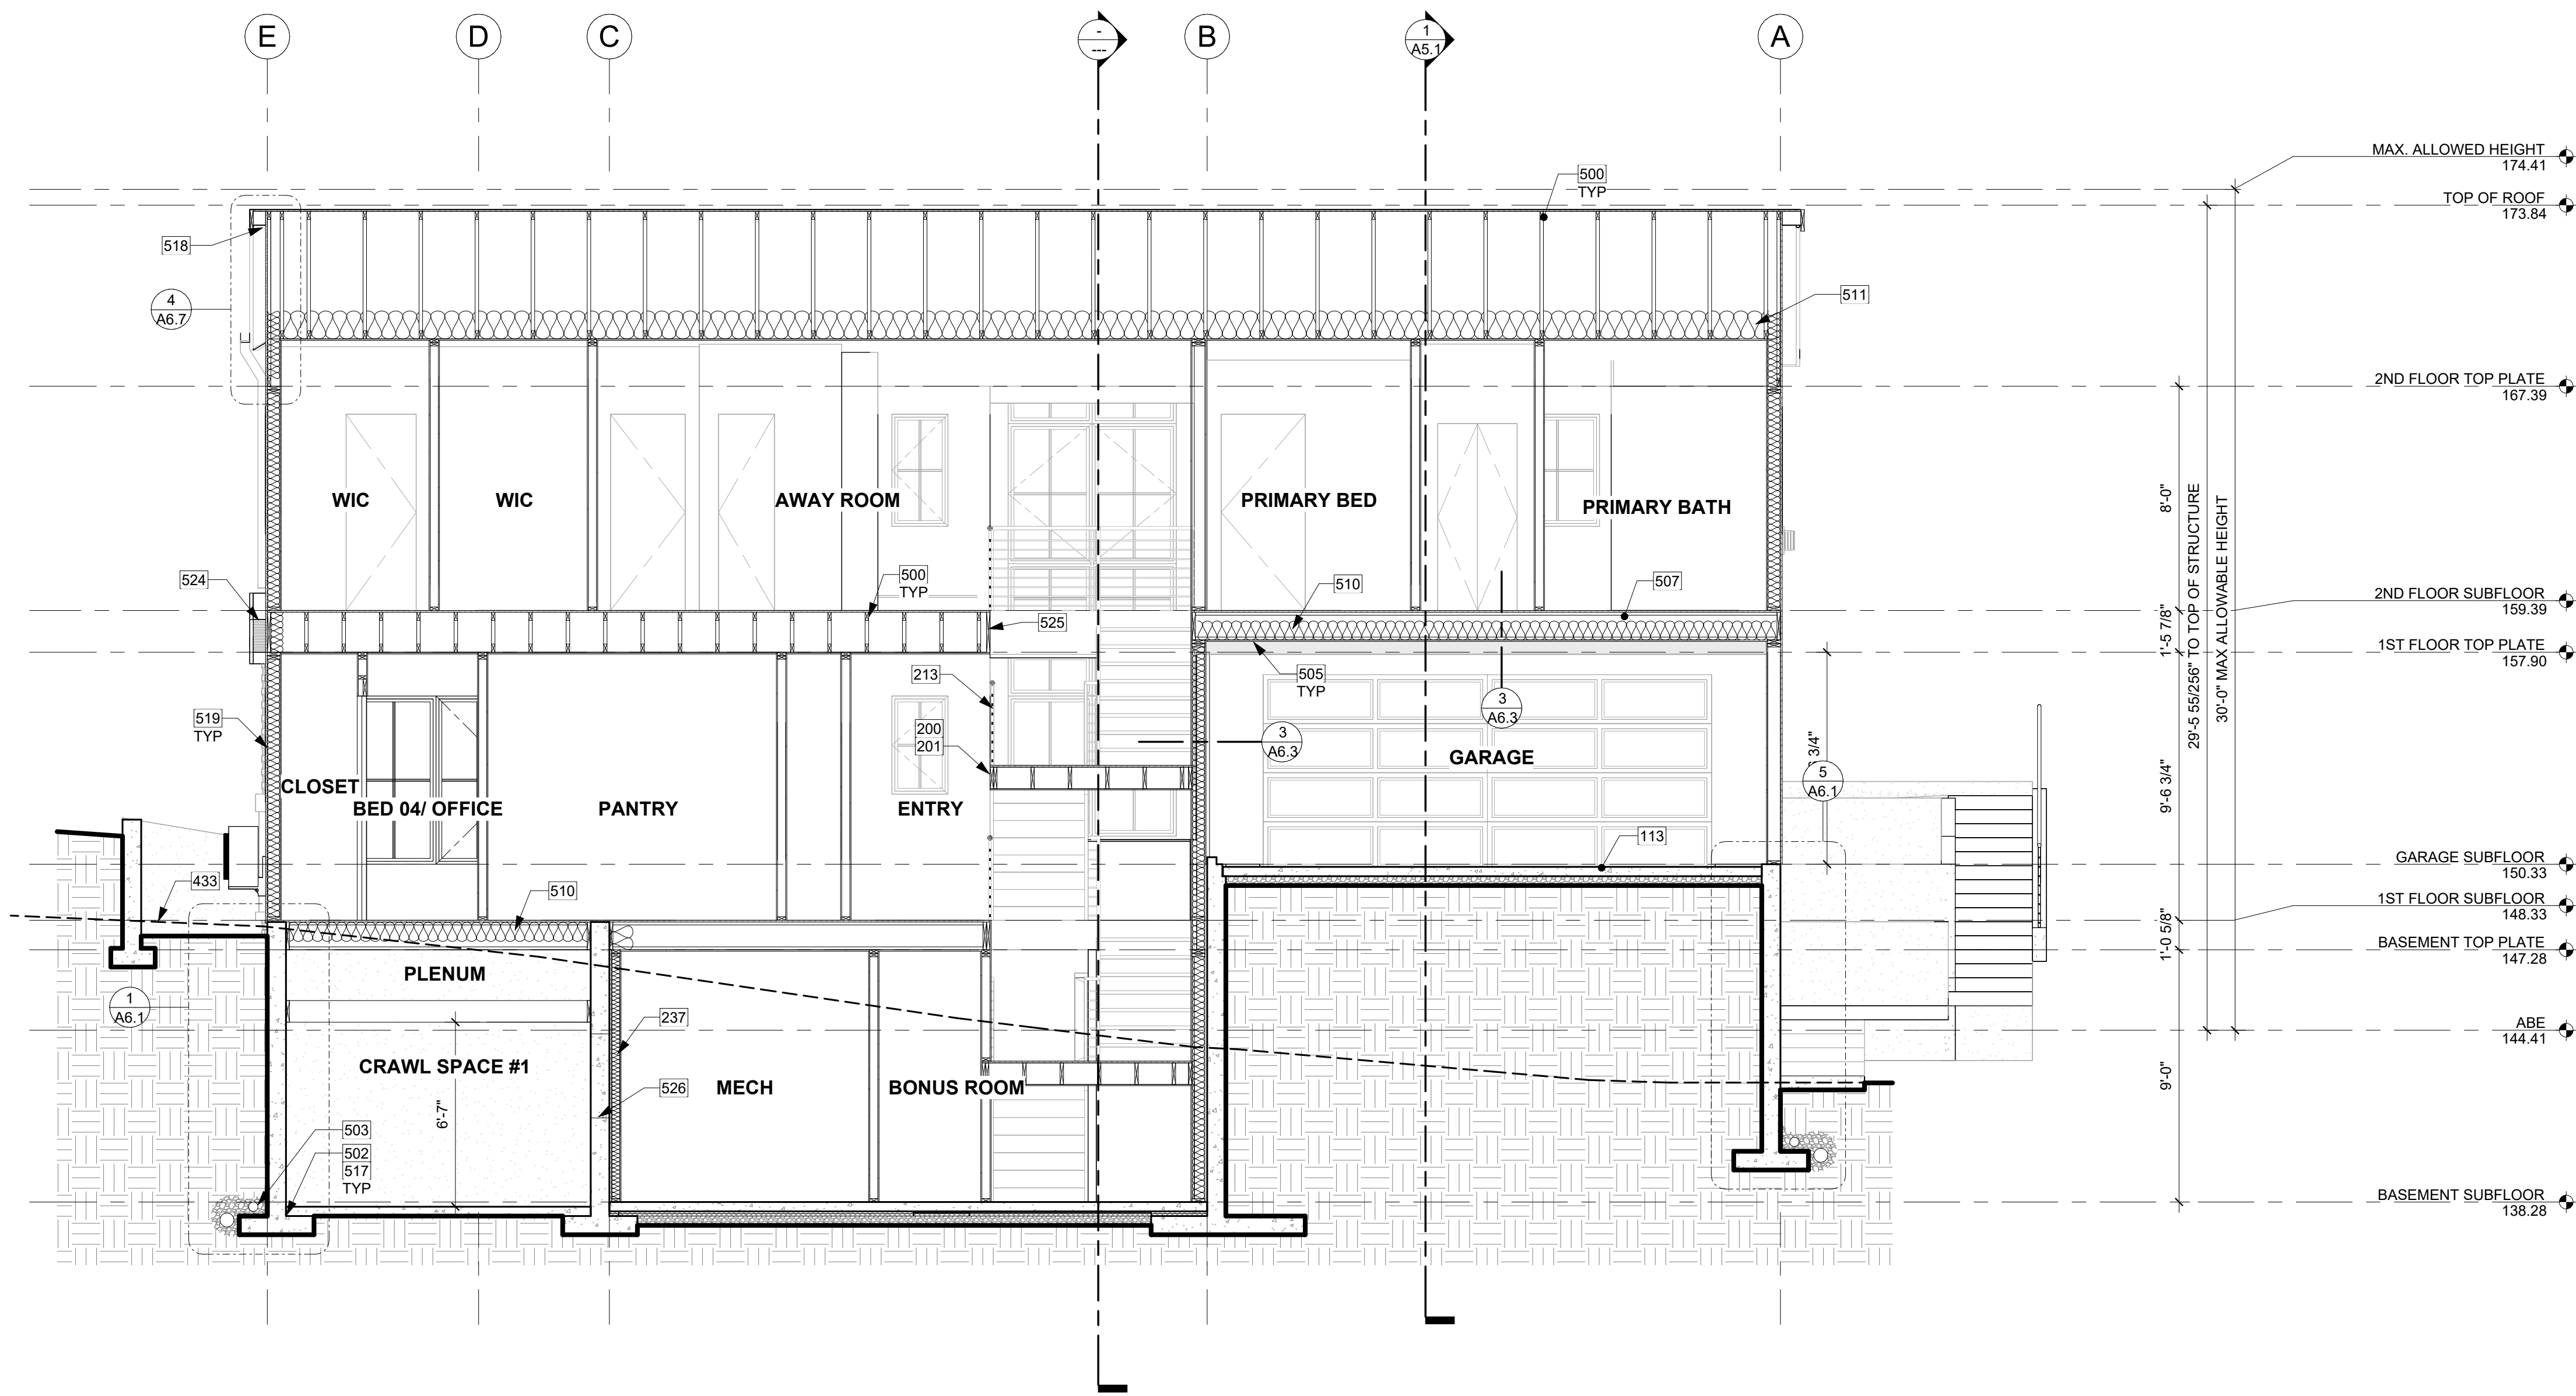 E
D
C
-
---
B
1
A5.1
A
MAX. ALLOWED HEIGHT
174.41
500
TYP
TOP OF ROOF
173.84
518
511
4
A6.7
2ND FLOOR TOP PLATE
167.39
8'-0"
29'-5 55/256" TO TOP OF STRUCTURE
30'-0" MAX ALLOWABLE HEIGHT
WIC
WIC
AWAY ROOM
PRIMARY BED
PRIMARY BATH
524
500
TYP
510
507
2ND FLOOR SUBFLOOR
159.39
525
1'-5 7/8"
1ST FLOOR TOP PLATE
157.90
213
505
TYP
3
A6.3
519
TYP
200
201
3
A6.3
GARAGE
3/4"
5
A6.1
9'-6 3/4"
CLOSET
BED 04/ OFFICE
PANTRY
ENTRY
113
GARAGE SUBFLOOR
150.33
433
510
1ST FLOOR SUBFLOOR
148.33
1'-0 5/8"
BASEMENT TOP PLATE
147.28
PLENUM
1
A6.1
237
ABE
144.41
CRAWL SPACE #1
MECH
BONUS ROOM
526
9'-0"
6'-7"
503
502
517
TYP
BASEMENT SUBFLOOR
138.28